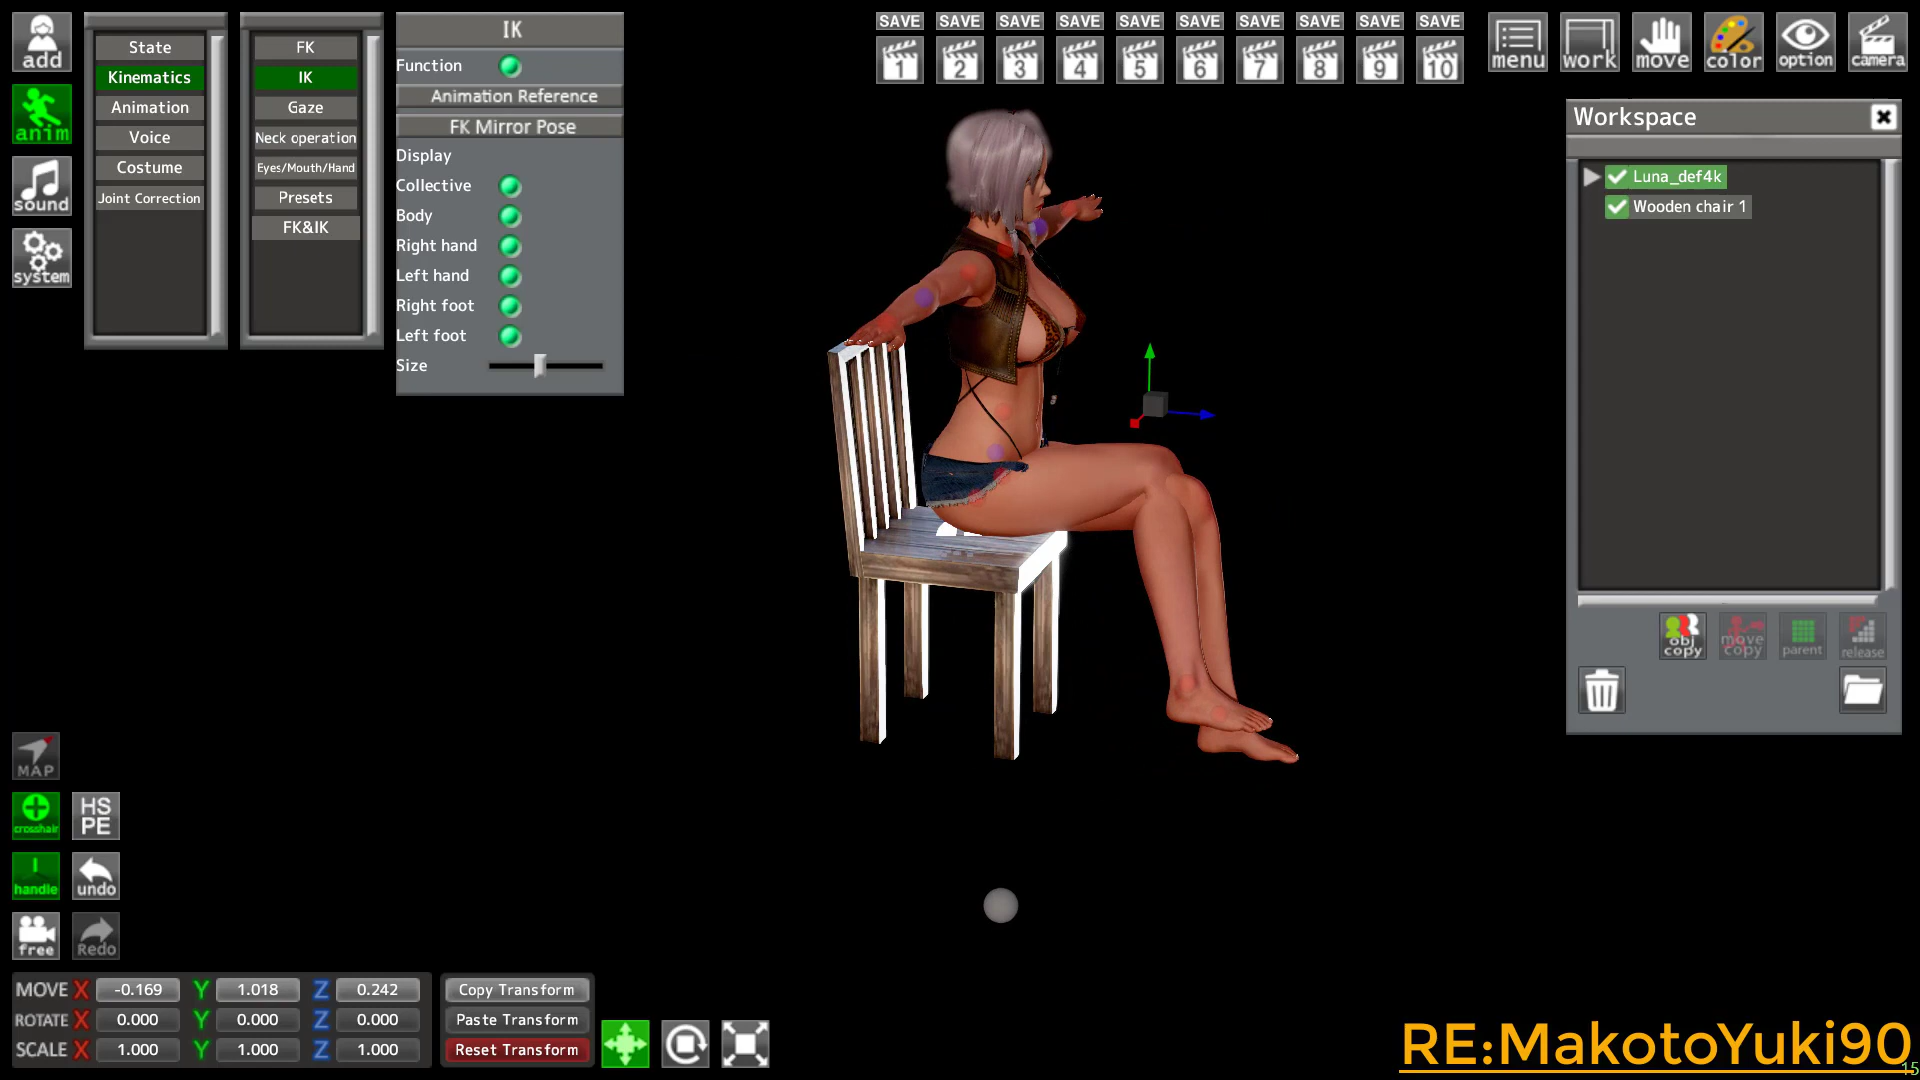 add
anim
sound
system
State
Kinematics
Animation
Voice
Costume
Joint Correction
FK
IK
Gaze
Neck operation
Eyes/Mouth/Hand
Presets
FK&IK
IK
Function
Animation Reference
FK Mirror Pose
Display
Collective
Body
Right hand
Left hand
Right foot
Left foot
Size
SAVE SAVE SAVE SAVE SAVE SAVE SAVE SAVE SAVE SAVE
1 2 3 4 5 6 7 8 9 10
menu work move color option camera
Workspace
Luna_def4k
Wooden chair 1
obj copy
move copy
parent
release
MAP
crosshair
HS PE
handle
undo
free
Redo
MOVE X -0.169 Y 1.018 Z 0.242
ROTATE X 0.000 Y 0.000 Z 0.000
SCALE X 1.000 Y 1.000 Z 1.000
Copy Transform
Paste Transform
Reset Transform
RE:MakotoYuki90
15